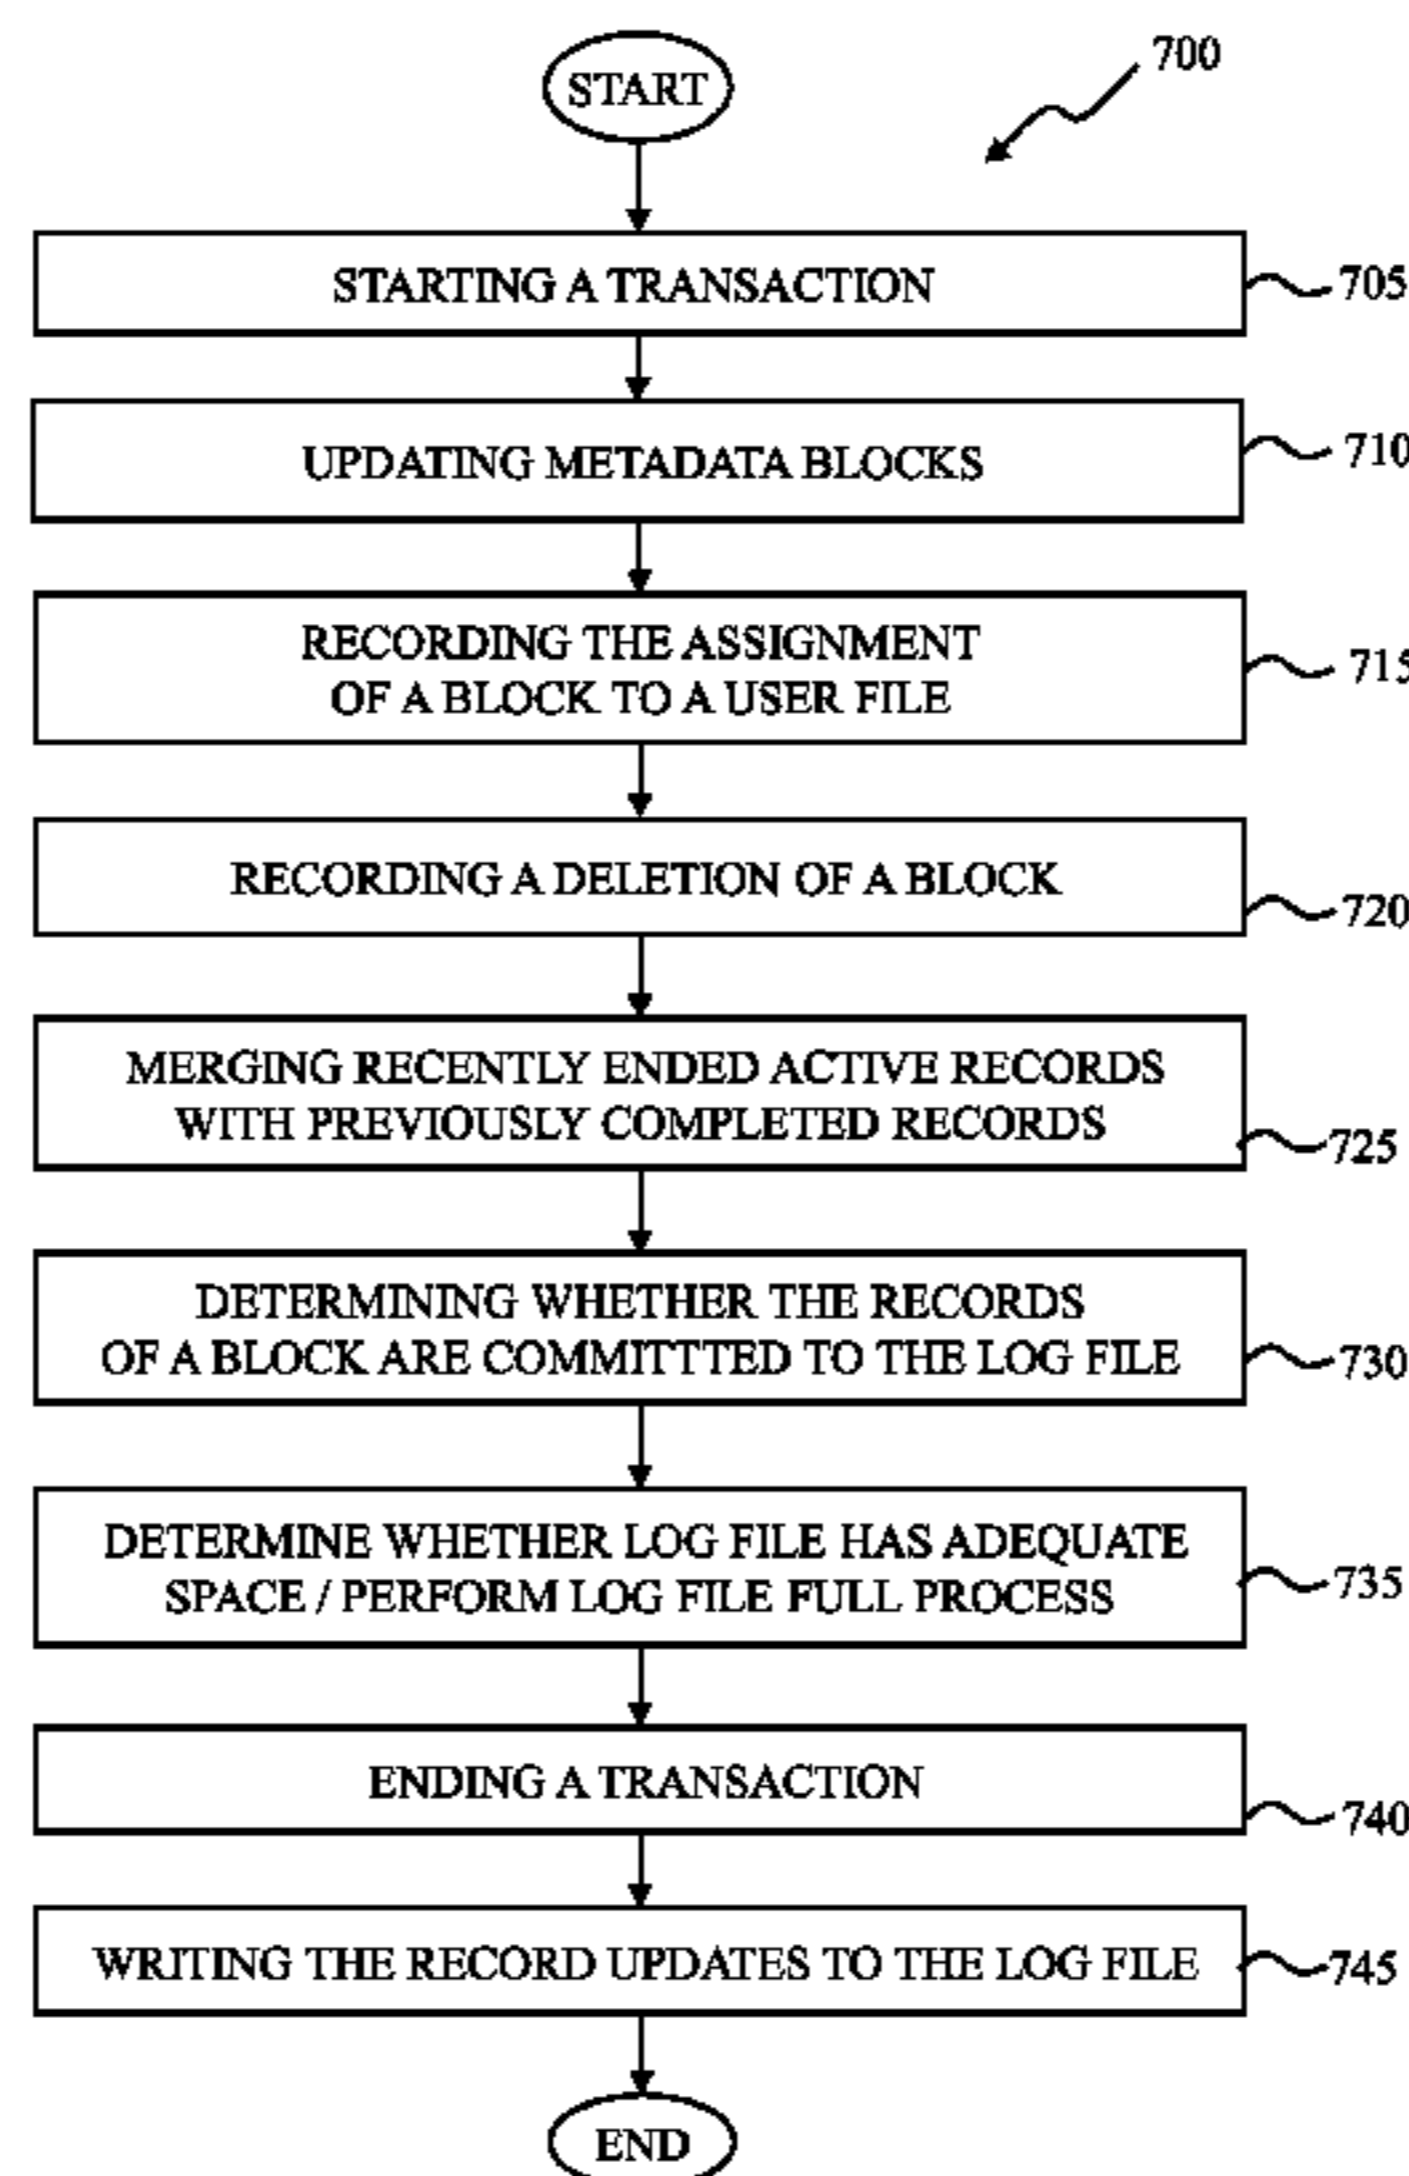 START
700
STARTING A TRANSACTION
705
UPDATING METADATA BLOCKS
710
RECORDING THE ASSIGNMENT
OF A BLOCK TO A USER FILE
715
RECORDING A DELETION OF A BLOCK
720
MERGING RECENTLY ENDED ACTIVE RECORDS
WITH PREVIOUSLY COMPLETED RECORDS
725
DETERMINING WHETHER THE RECORDS
OF A BLOCK ARE COMMITTTED TO THE LOG FILE
730
DETERMINE WHETHER LOG FILE HAS ADEQUATE
SPACE / PERFORM LOG FILE FULL PROCESS
735
ENDING A TRANSACTION
740
WRITING THE RECORD UPDATES TO THE LOG FILE
745
END